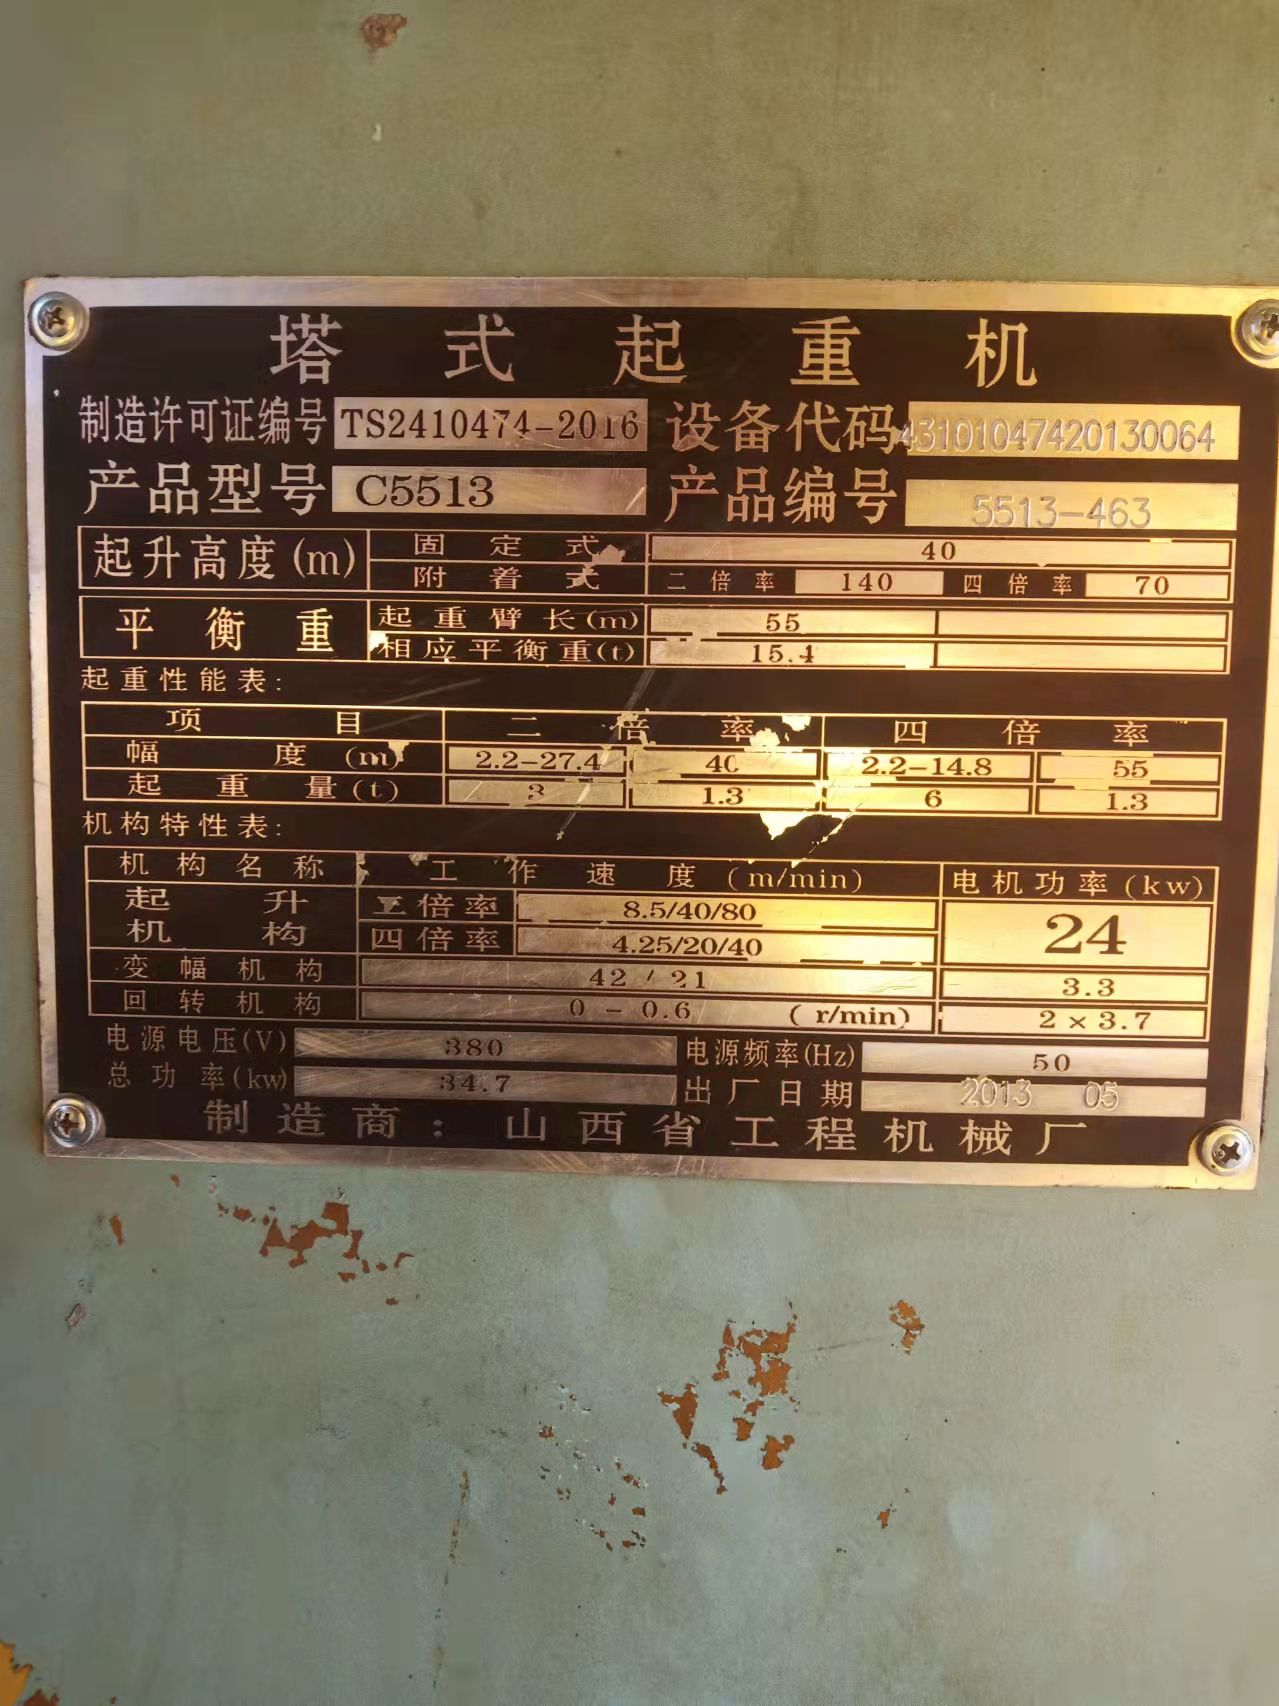 塔式起重机
制造许可证编号 TS2410474-2016 设备代码 43101047420130064
产品型号 C5513 产品编号 5513-463
起升高度(m) 固定式 40
附着式 二倍率 140 四倍率 70
平衡重 起重臂长(m) 55
相应平衡重(t) 15.4
起重性能表:
项目 二倍率 四倍率
幅度(m) 2.2-27.4 40 2.2-14.8 55
起重量(t) 3 1.3 6 1.3
机构特性表:
机构名称 工作速度(m/min) 电机功率(kw)
起升机构 二倍率 8.5/40/80 24
四倍率 4.25/20/40
变幅机构 42/21 3.3
回转机构 0-0.6 (r/min) 2×3.7
电源电压(V) 380 电源频率(Hz) 50
总功率(kw) 34.7 出厂日期 2013 05
制造商:山西省工程机械厂